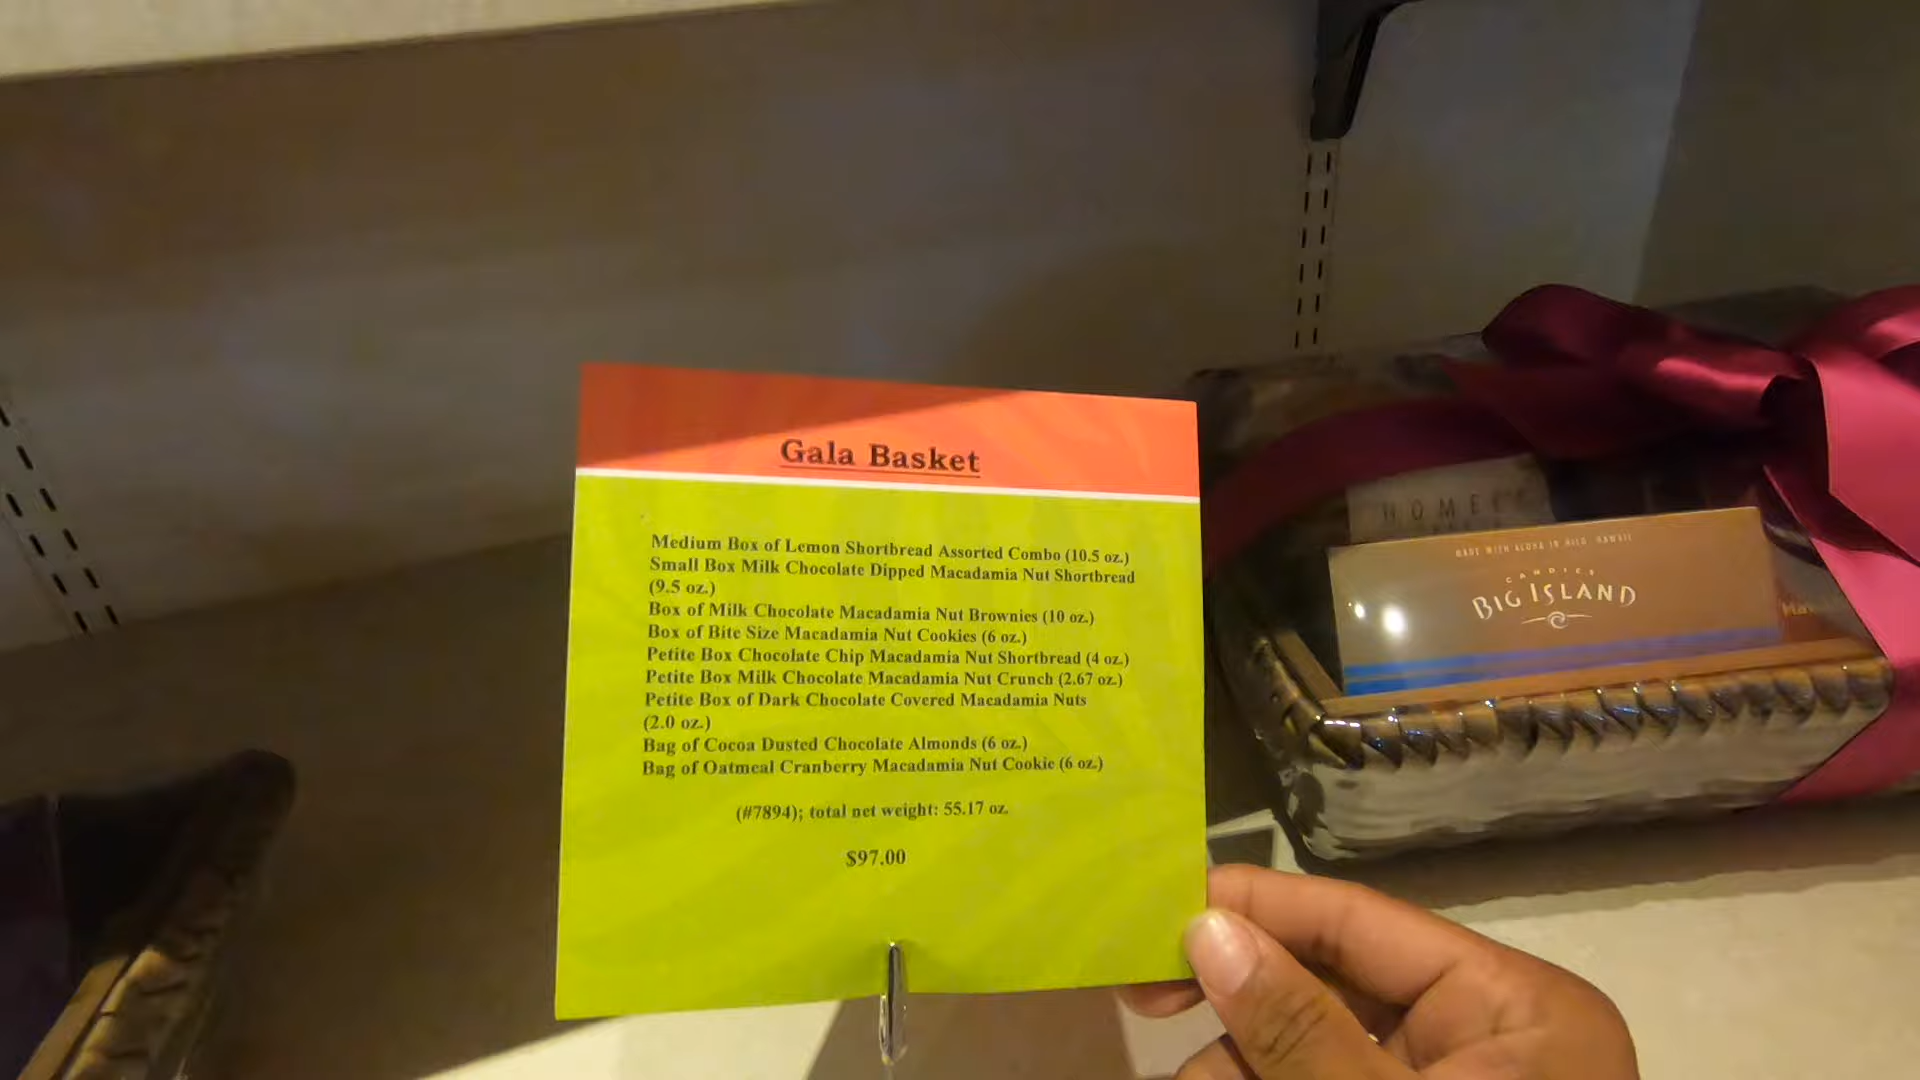 Gala Basket
Medium Box of Lemon Shortbread Assorted Combo (10.5 oz.)
Small Box Milk Chocolate Dipped Macadamia Nut Shortbread
(9.5 oz.)
Box of Milk Chocolate Macadamia Nut Brownies (10 oz.)
Box of Bite Size Macadamia Nut Cookies (6 oz.)
Petite Box Chocolate Chip Macadamia Nut Shortbread (4 oz.)
Petite Box Milk Chocolate Macadamia Nut Crunch (2.67 oz.)
Petite Box of Dark Chocolate Covered Macadamia Nuts
(2.0 oz.)
Bag of Cocoa Dusted Chocolate Almonds (6 oz.)
Bag of Oatmeal Cranberry Macadamia Nut Cookie (6 oz.)
(#7894); total net weight: 55.17 oz.
$97.00
MADE WITH ALOHA IN HILO, HAWAII
CANDIES
BIG ISLAND